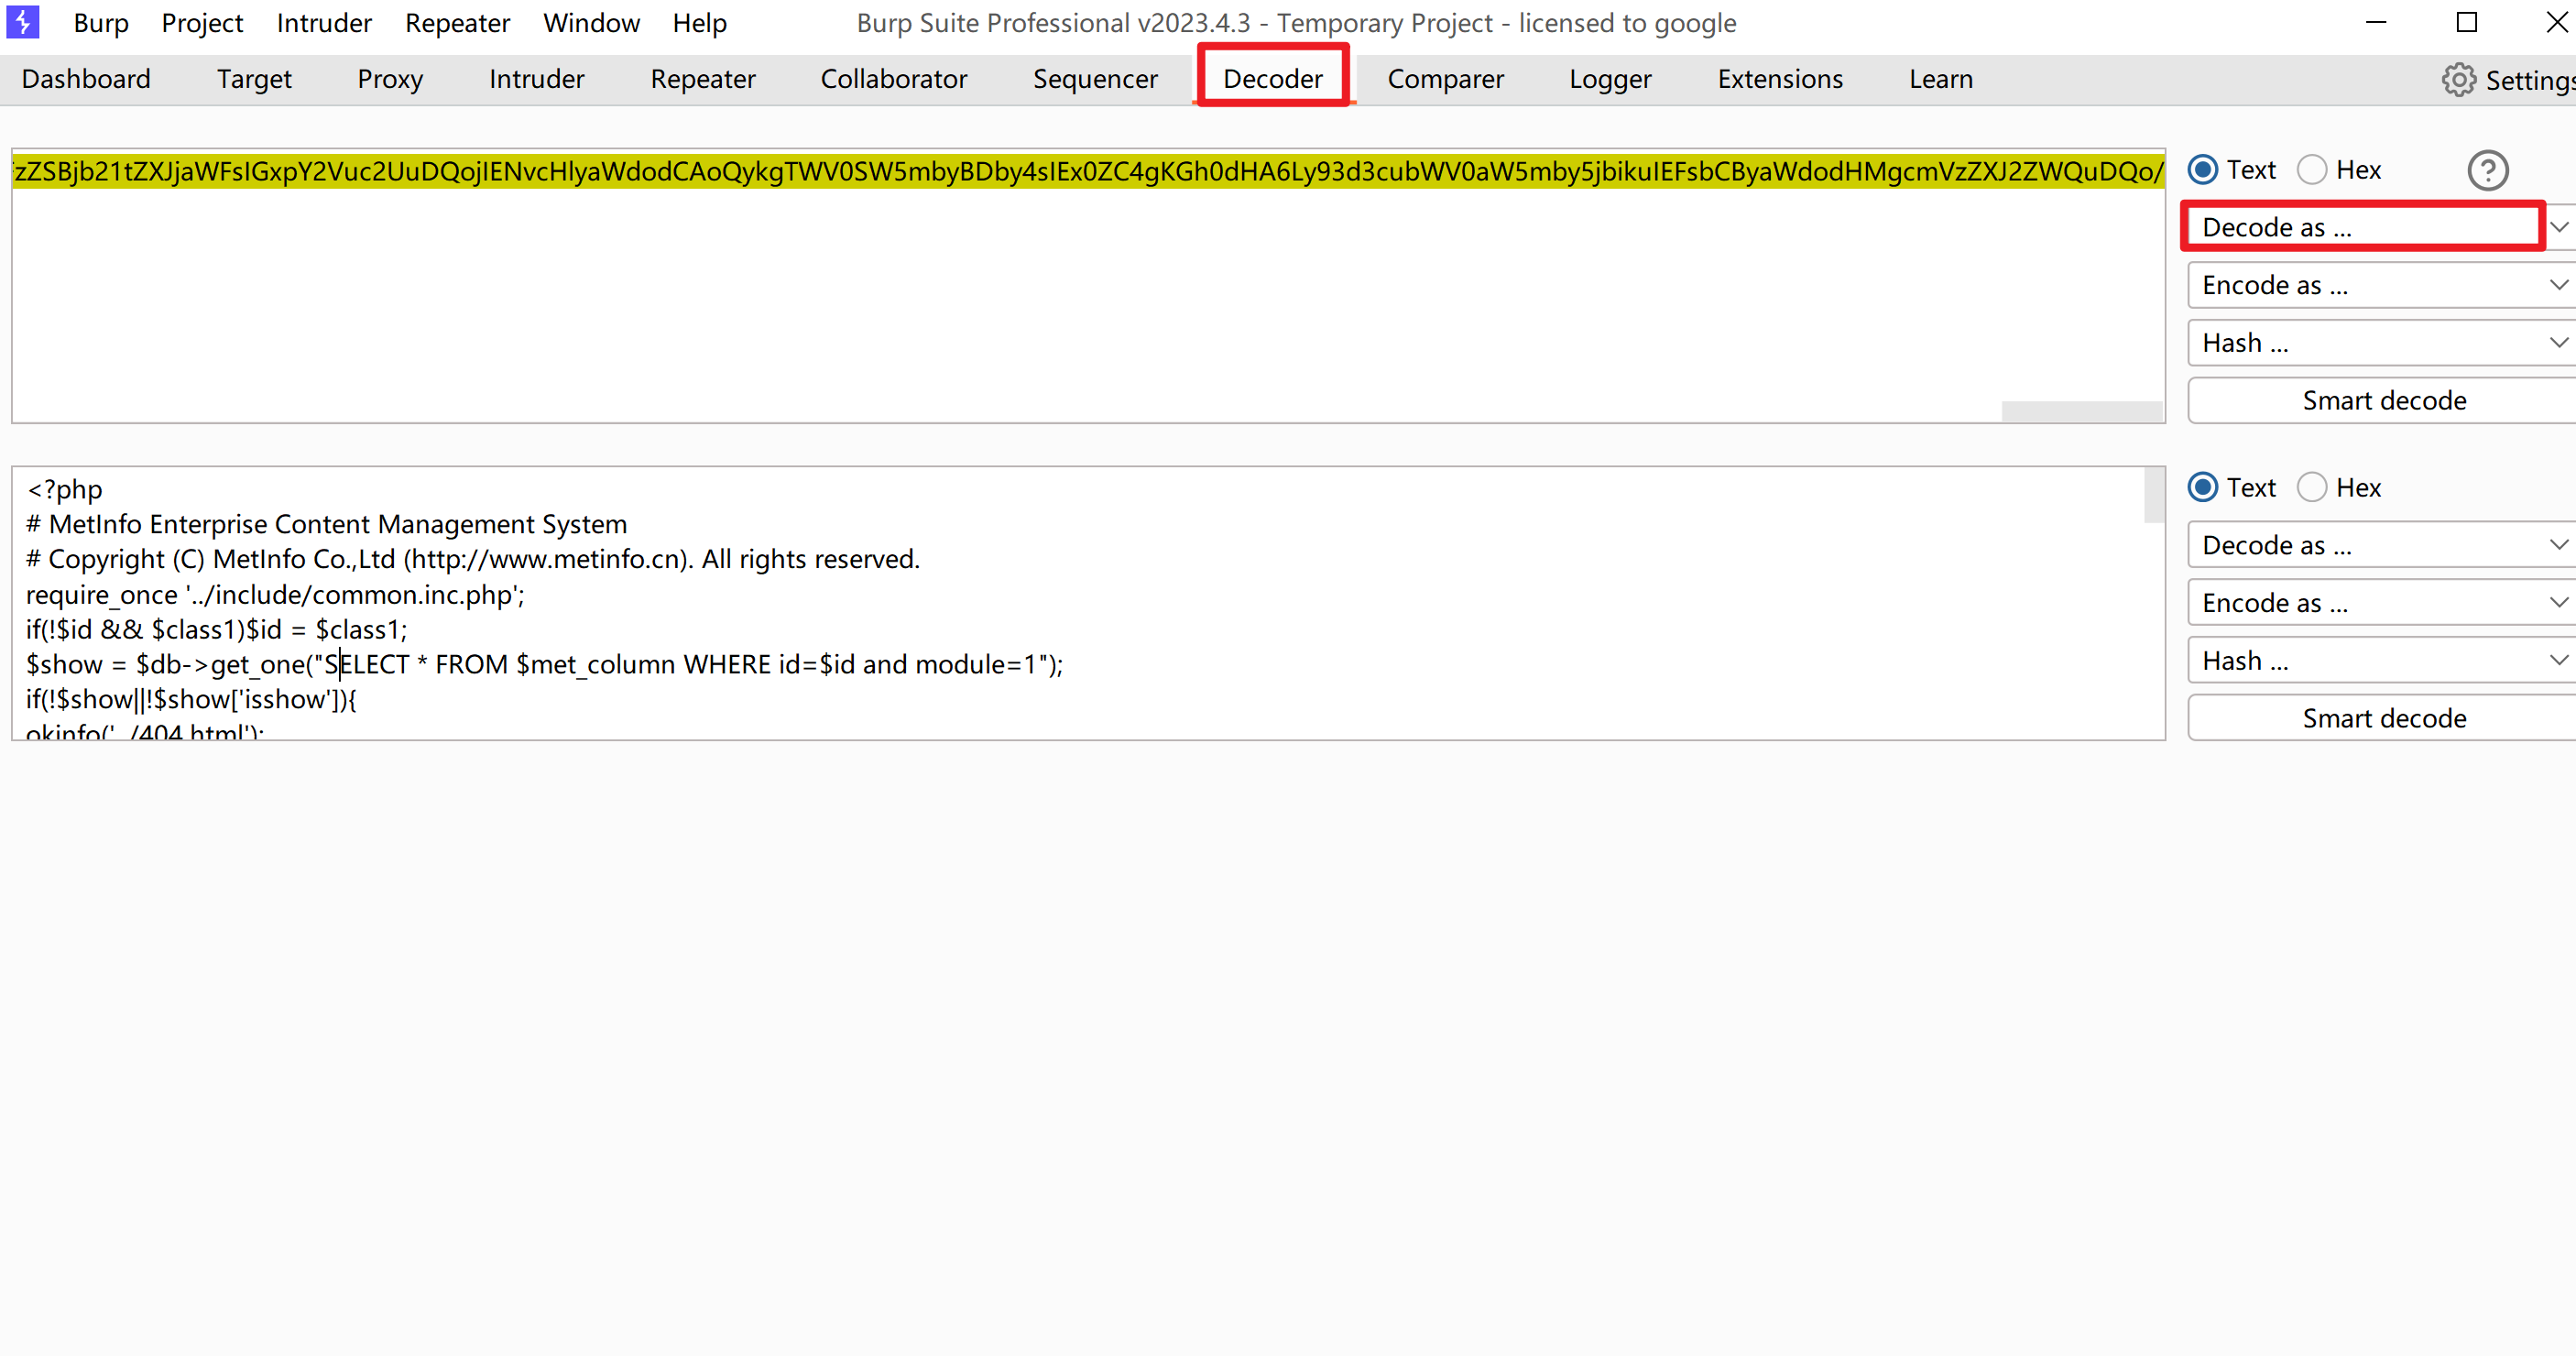 Burp Project Intruder Repeater Window Help Burp Suite Professional v2023.4.3 - Temporary Project - licensed to google
Dashboard Target Proxy Intruder Repeater Collaborator Sequencer Decoder Comparer Logger Extensions Learn Settings
zZSBjb21tZXJjaWFsIGxpY2Vuc2UuDQojIENvcHlyaWdodCAoQykgTWV0SW5mbyBDby4sIEx0ZC4gKGh0dHA6Ly93d3cubWV0aW5mby5jbikuIEFsbCByaWdodHMgcmVzZXJ2ZWQuDQo/
Text Hex
Decode as ...
Encode as ...
Hash ...
Smart decode
<?php
# MetInfo Enterprise Content Management System
# Copyright (C) MetInfo Co.,Ltd (http://www.metinfo.cn). All rights reserved.
require_once '../include/common.inc.php';
if(!$id && $class1)$id = $class1;
$show = $db->get_one("SELECT * FROM $met_column WHERE id=$id and module=1");
if(!$show||!$show['isshow']){
okinfo('../404.html');
Text Hex
Decode as ...
Encode as ...
Hash ...
Smart decode